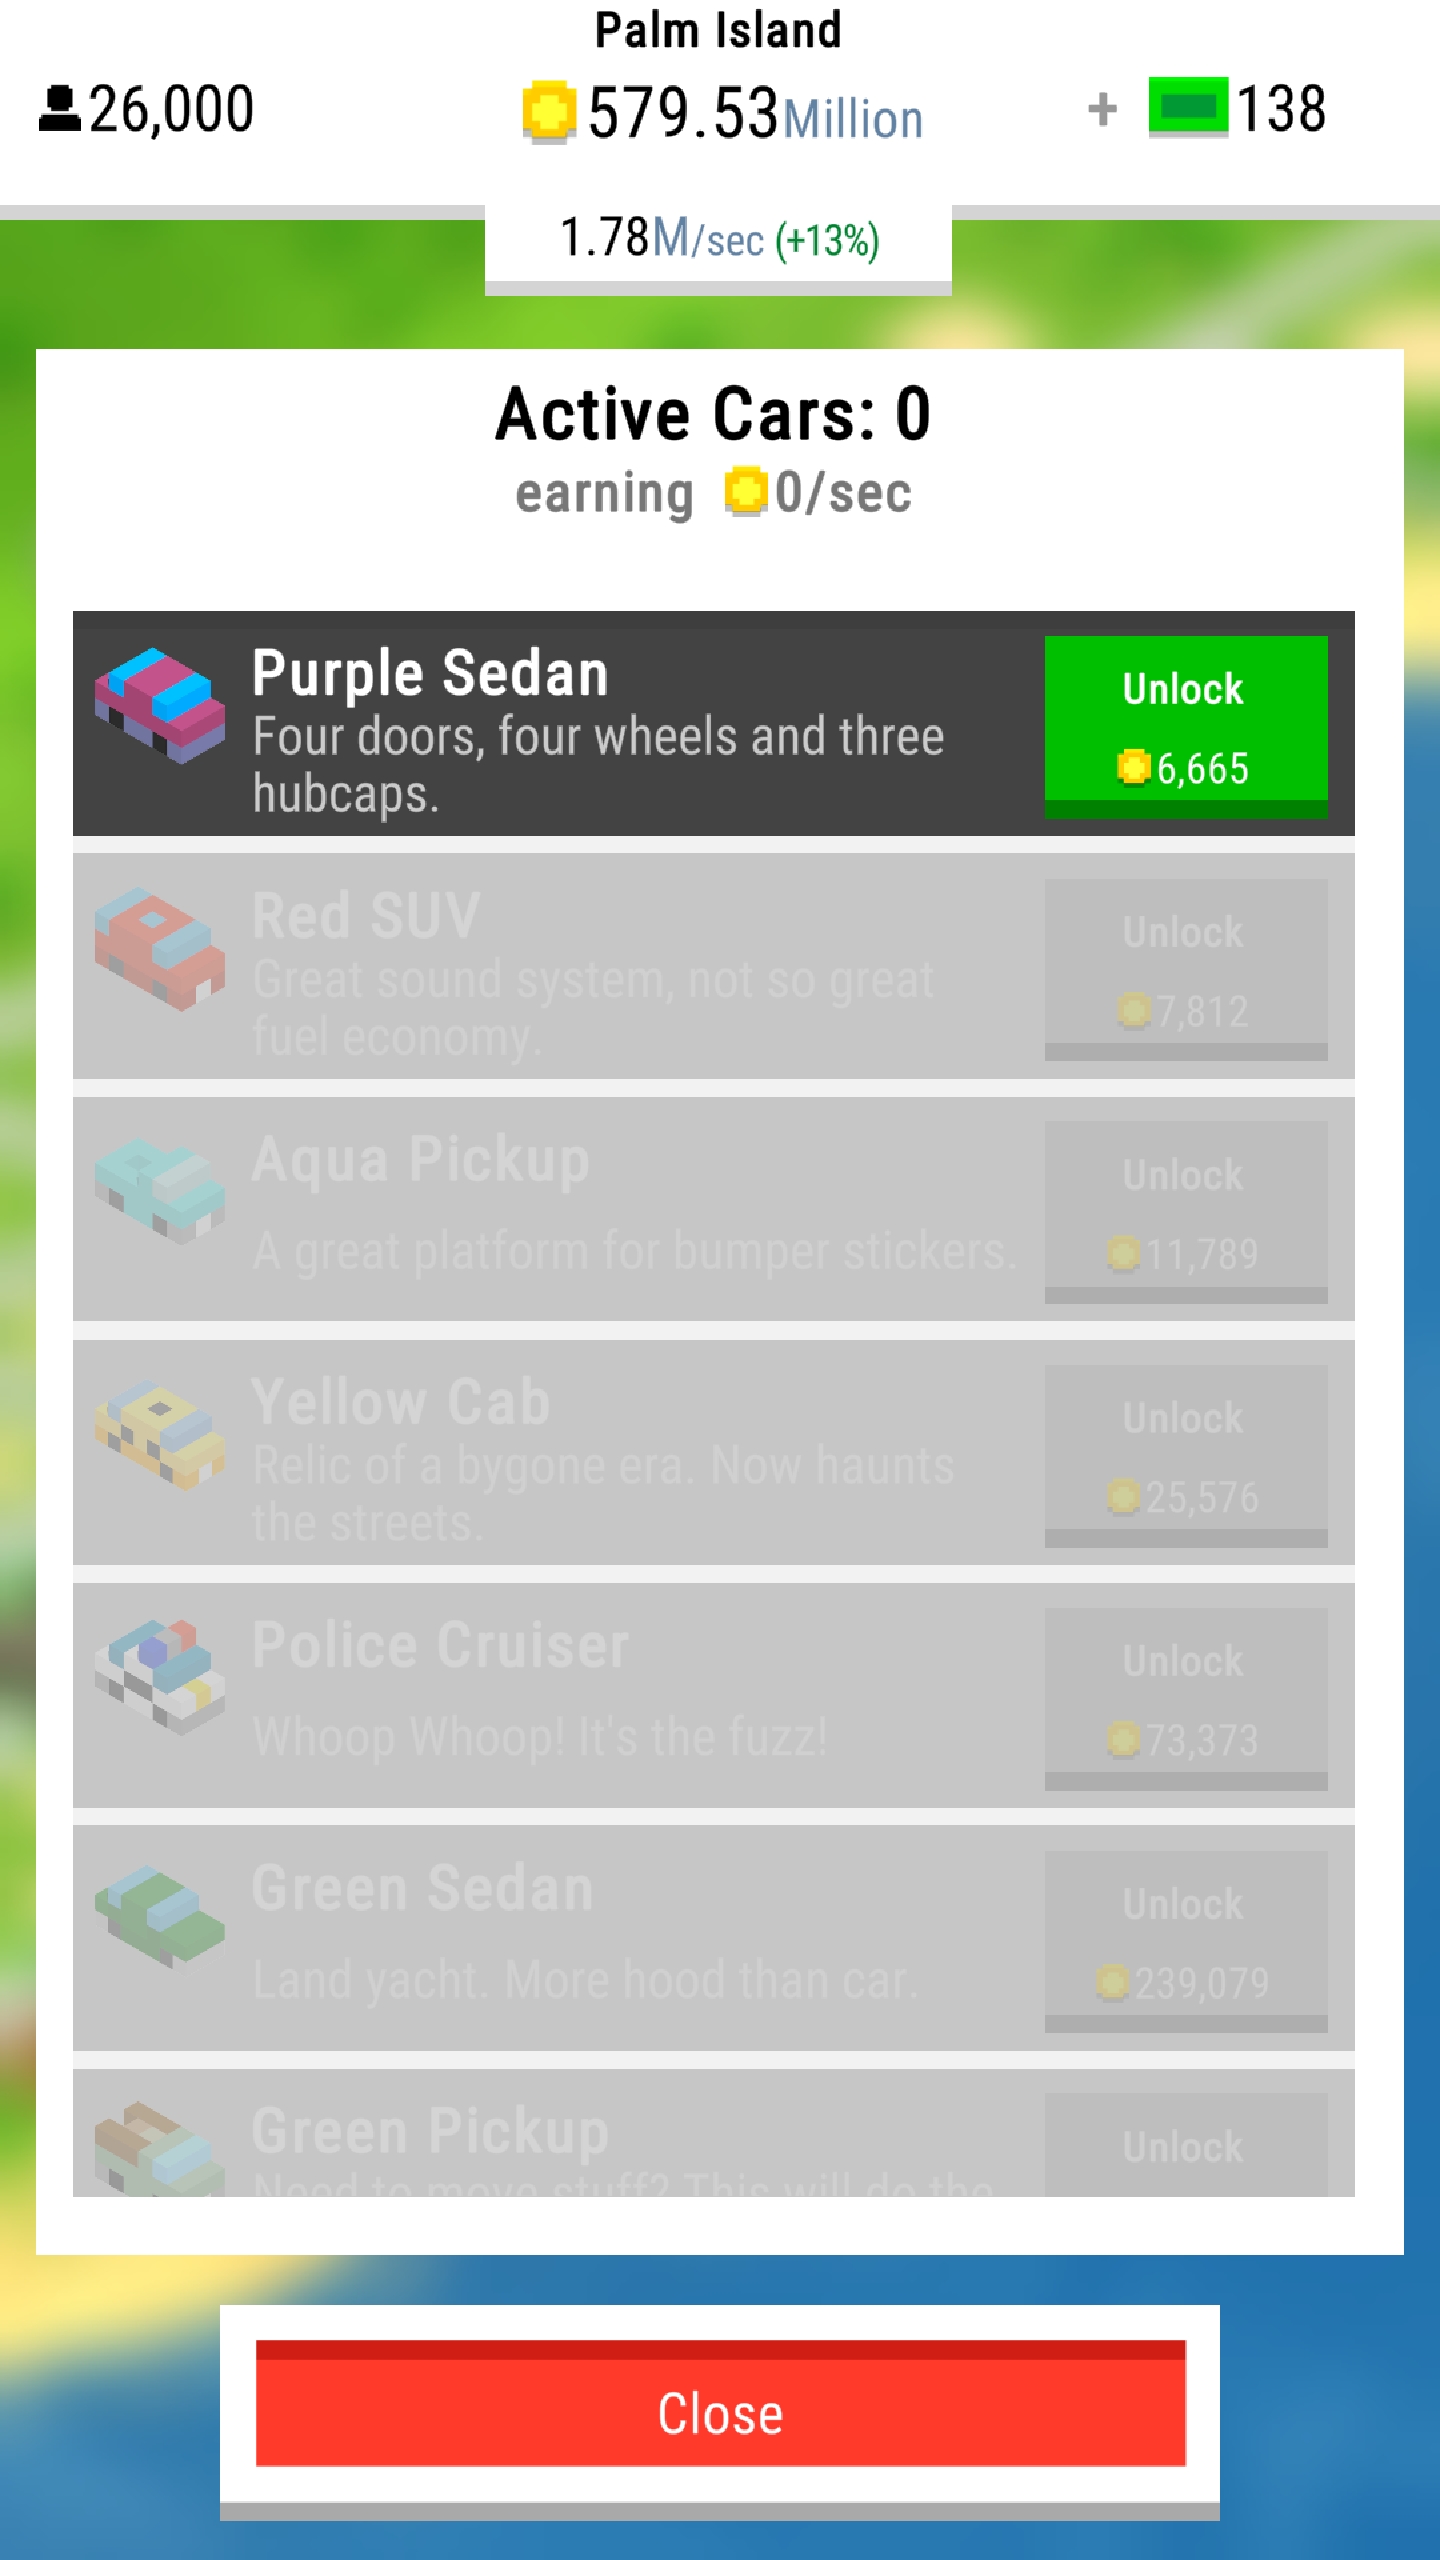 Palm Island
26,000
579.53Million
+ 138
1.78M/sec (+13%)
Active Cars: 0
earning 0/sec
Purple Sedan
Four doors, four wheels and three
hubcaps.
Unlock
6,665
Red SUV
Great sound system, not so great
fuel economy.
Unlock
7,812
Aqua Pickup
A great platform for bumper stickers.
Unlock
11,789
Yellow Cab
Relic of a bygone era. Now haunts
the streets.
Unlock
25,576
Police Cruiser
Whoop Whoop! It's the fuzz!
Unlock
73,373
Green Sedan
Land yacht. More hood than car.
Unlock
239,079
Green Pickup
Need to move stuff? This will do the
Unlock
Close